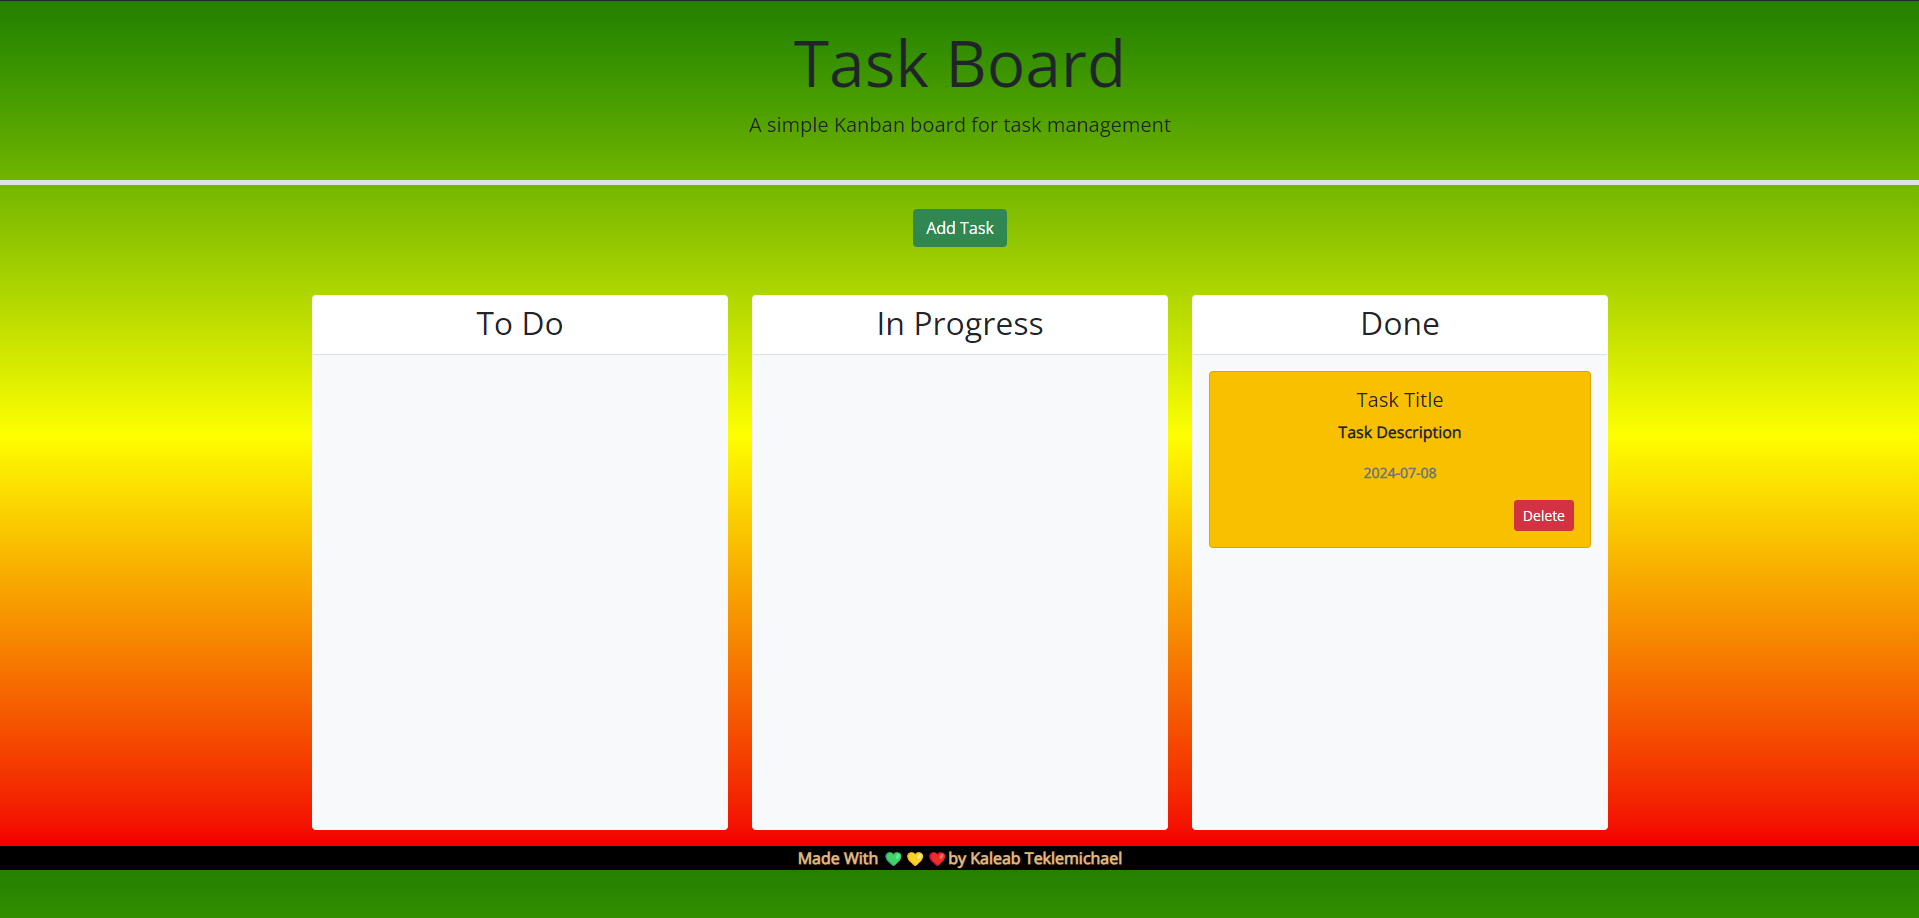 Task Board
A simple Kanban board for task management
Add Task
To Do
In Progress
Done
Task Title
Task Description
2024-07-08
Delete
Made With 💚 💛 ❤️ by Kaleab Teklemichael